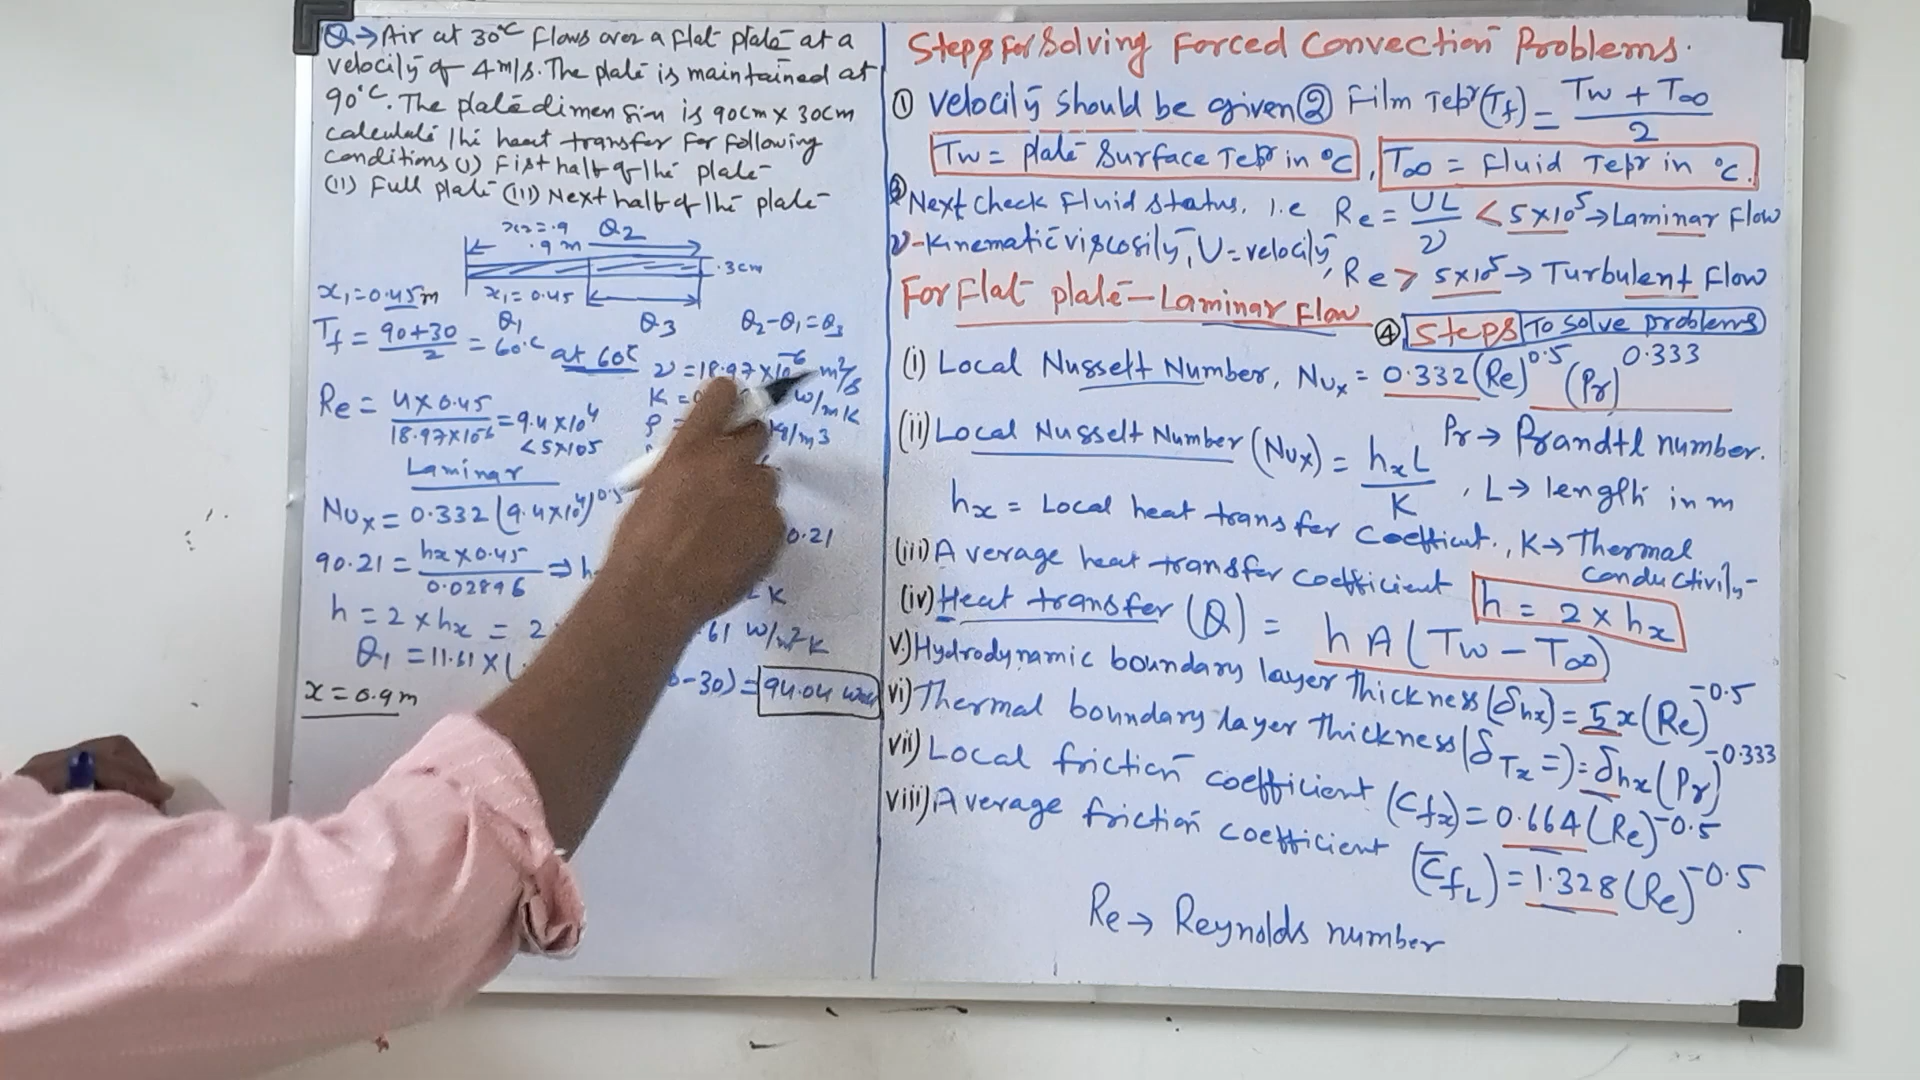 Q→ Air at 30°C flows over a flat plate at a
velocity of 4m/s. The plate is maintained at
90°C. The plate dimension is 90cm x 30cm
calculate the heat transfer for following
conditions (I) Fist half of the plate
(II) Full plate (III) Next half of the plate
x2=.9 Q2
.9m
.3cm
x1=0.45m x1=0.45
Q1 Q3 Q2-Q1=Q3
Tf = 90+30/2 = 60°C at 60°C
ν=18.97x10^-6 m²/s
K = W/mK
ρ = Kg/m3
Re = 4x0.45/18.97x10^-6 = 9.4x10^4
<5x105
Laminar
Nux=0.332(9.4x10^4)^0.5 0.21
90.21 = hx x0.45/0.02896 ⇒ K
h = 2xhx = 2 .61 W/m²K
Q1 = 11.61x( -30) = 94.04
x=0.9m
Steps for Solving Forced Convection Problems.
① Velocity should be given ② Film Tepr(Tf) = Tw+T∞/2
Tw = plate surface Tepr in °C, T∞ = Fluid Tepr in °C.
③ Next check Fluid status, i.e Re = UL/ν < 5x10^5→Laminar Flow
ν-Kinematic viscosity, U=velocity, Re > 5x10^5→Turbulent Flow
For Flat plate-Laminar Flow
④ Steps To solve problems
(i) Local Nusselt Number, Nux = 0.332(Re)^0.5 (Pr)^0.333
Pr→ Prandtl number.
(ii) Local Nusselt Number (Nux) = hxL/K, L→ length in m
hx = Local heat transfer coefficient., K→ Thermal conductivity
(iii) Average heat transfer coefficient h = 2 x hx
(iv) Heat transfer (Q) = hA(Tw-T∞)
v.) Hydrodynamic boundary layer thickness (δhx)=5x(Re)^-0.5
vi) Thermal boundary layer thickness (δTx=)=δhx(Pr)^-0.333
vii) Local friction coefficient (Cfx)=0.664(Re)^-0.5
viii) Average friction coefficient (C̅fL)=1.328(Re)^-0.5
Re→ Reynolds number